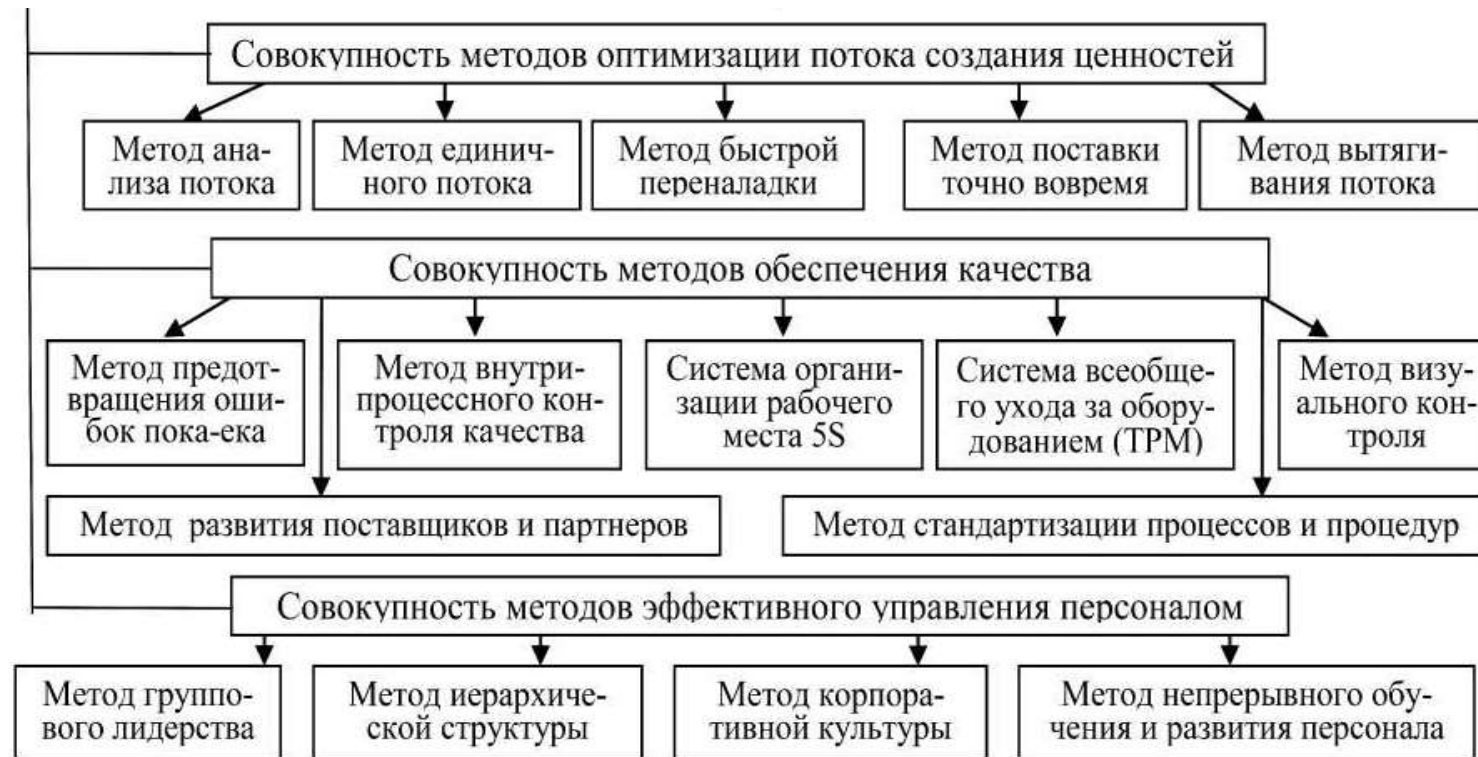 Совокупность методов оптимизации потока создания ценностей
Метод ана-
лиза потока
Метод единич-
ного потока
Метод быстрой
переналадки
Метод поставки
точно вовремя
Метод вытяги-
вания потока
Совокупность методов обеспечения качества
Метод предот-
вращения оши-
бок пока-ека
Метод внутри-
процессного кон-
троля качества
Система органи-
зации рабочего
места 5S
Система всеобще-
го ухода за обору-
дованием (ТРМ)
Метод визу-
ального кон-
троля
Метод развития поставщиков и партнеров
Метод стандартизации процессов и процедур
Совокупность методов эффективного управления персоналом
Метод группо-
вого лидерства
Метод иерархиче-
ской структуры
Метод корпора-
тивной культуры
Метод непрерывного обу-
чения и развития персонала